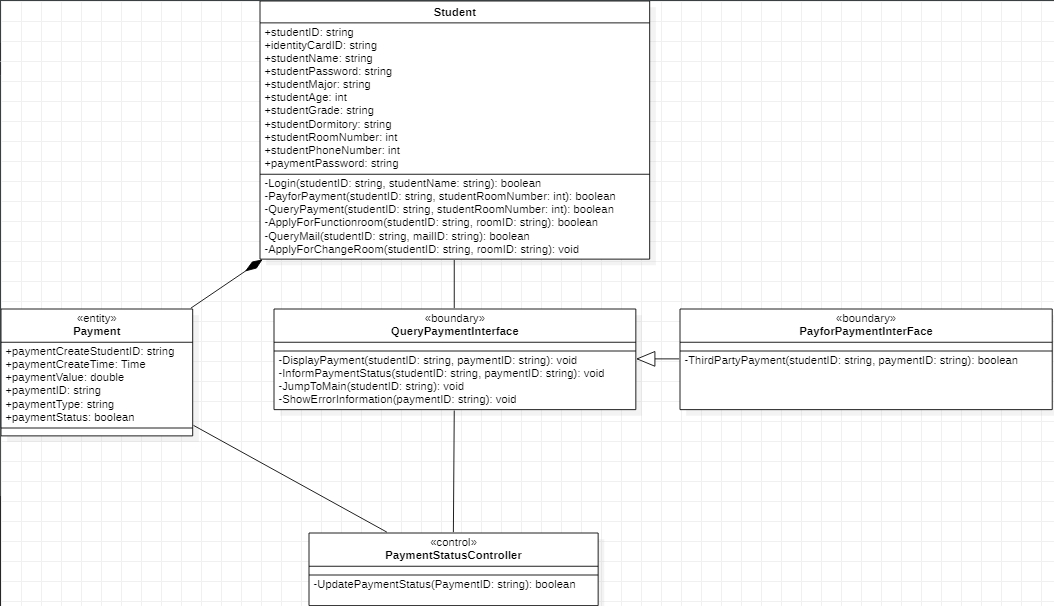 Student
+studentID: string
+identityCardID: string
+studentName: string
+studentPassword: string
+studentMajor: string
+studentAge: int
+studentGrade: string
+studentDormitory: string
+studentRoomNumber: int
+studentPhoneNumber: int
+paymentPassword: string
-Login(studentID: string, studentName: string): boolean
-PayforPayment(studentID: string, studentRoomNumber: int): boolean
-QueryPayment(studentID: string, studentRoomNumber: int): boolean
-ApplyForFunctionroom(studentID: string, roomID: string): boolean
-QueryMail(studentID: string, mailID: string): boolean
-ApplyForChangeRoom(studentID: string, roomID: string): void
«entity»
Payment
+paymentCreateStudentID: string
+paymentCreateTime: Time
+paymentValue: double
+paymentID: string
+paymentType: string
+paymentStatus: boolean
«boundary»
QueryPaymentInterface
-DisplayPayment(studentID: string, paymentID: string): void
-InformPaymentStatus(studentID: string, paymentID: string): void
-JumpToMain(studentID: string): void
-ShowErrorInformation(paymentID: string): void
«boundary»
PayforPaymentInterFace
-ThirdPartyPayment(studentID: string, paymentID: string): boolean
«control»
PaymentStatusController
-UpdatePaymentStatus(PaymentID: string): boolean